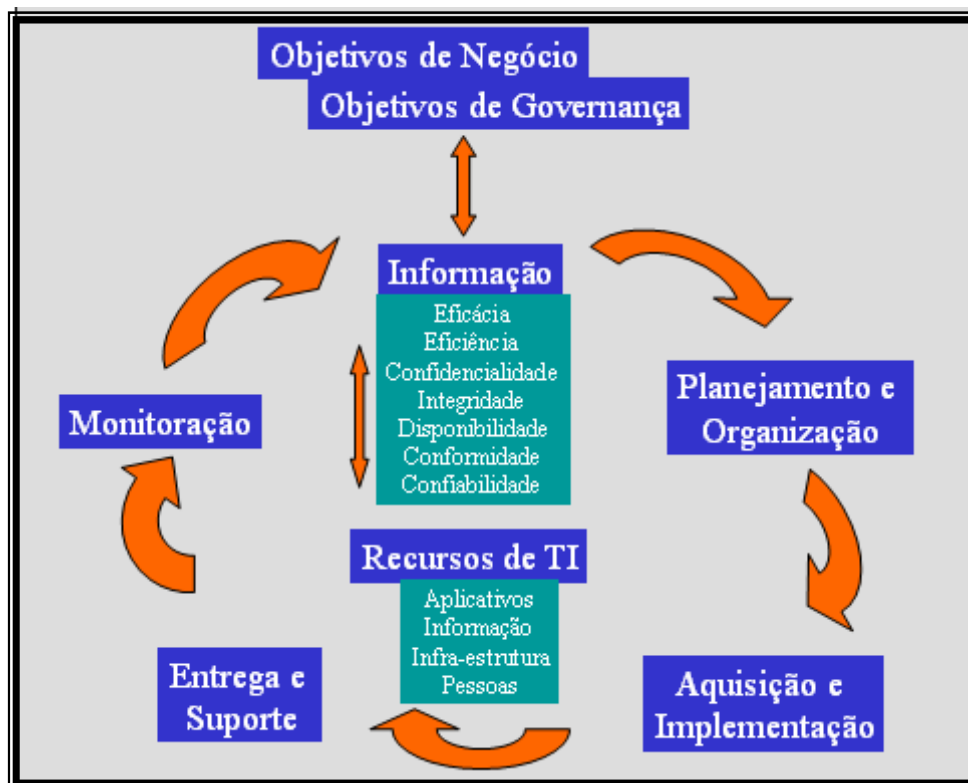 Objetivos de Negócio
Objetivos de Governança
Informação
Eficácia
Eficiência
Confidencialidade
Integridade
Disponibilidade
Conformidade
Confiabilidade
Planejamento e
Organização
Monitoração
Recursos de TI
Aplicativos
Informação
Infra-estrutura
Pessoas
Entrega e
Suporte
Aquisição e
Implementação